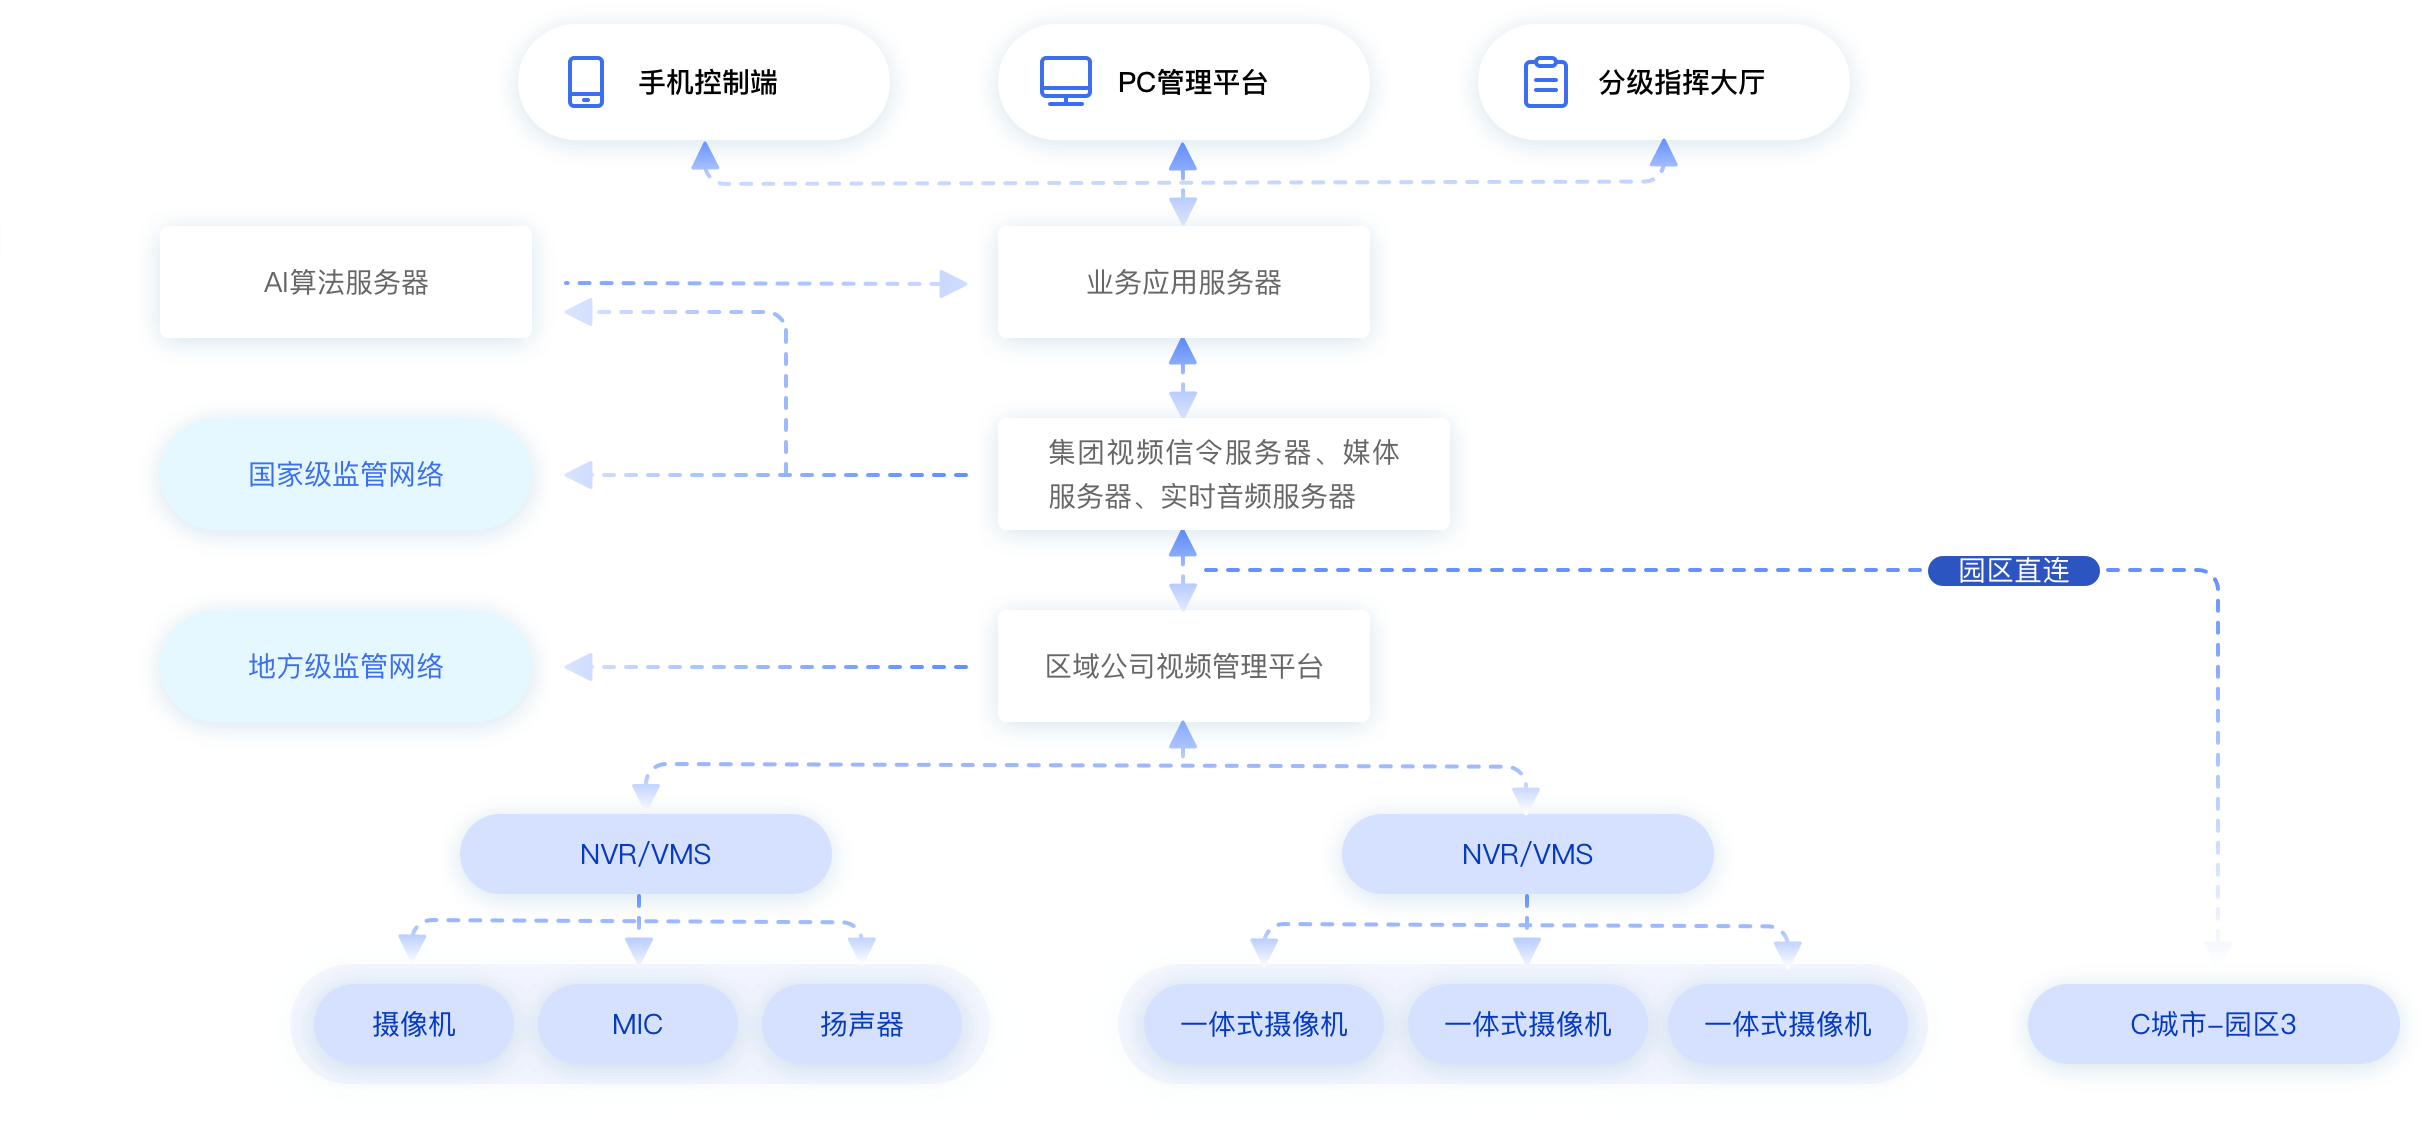 手机控制端
PC管理平台
分级指挥大厅
AI算法服务器
业务应用服务器
国家级监管网络
集团视频信令服务器、媒体
服务器、实时音频服务器
园区直连
地方级监管网络
区域公司视频管理平台
NVR/VMS
NVR/VMS
摄像机
MIC
扬声器
一体式摄像机
一体式摄像机
一体式摄像机
C城市-园区3